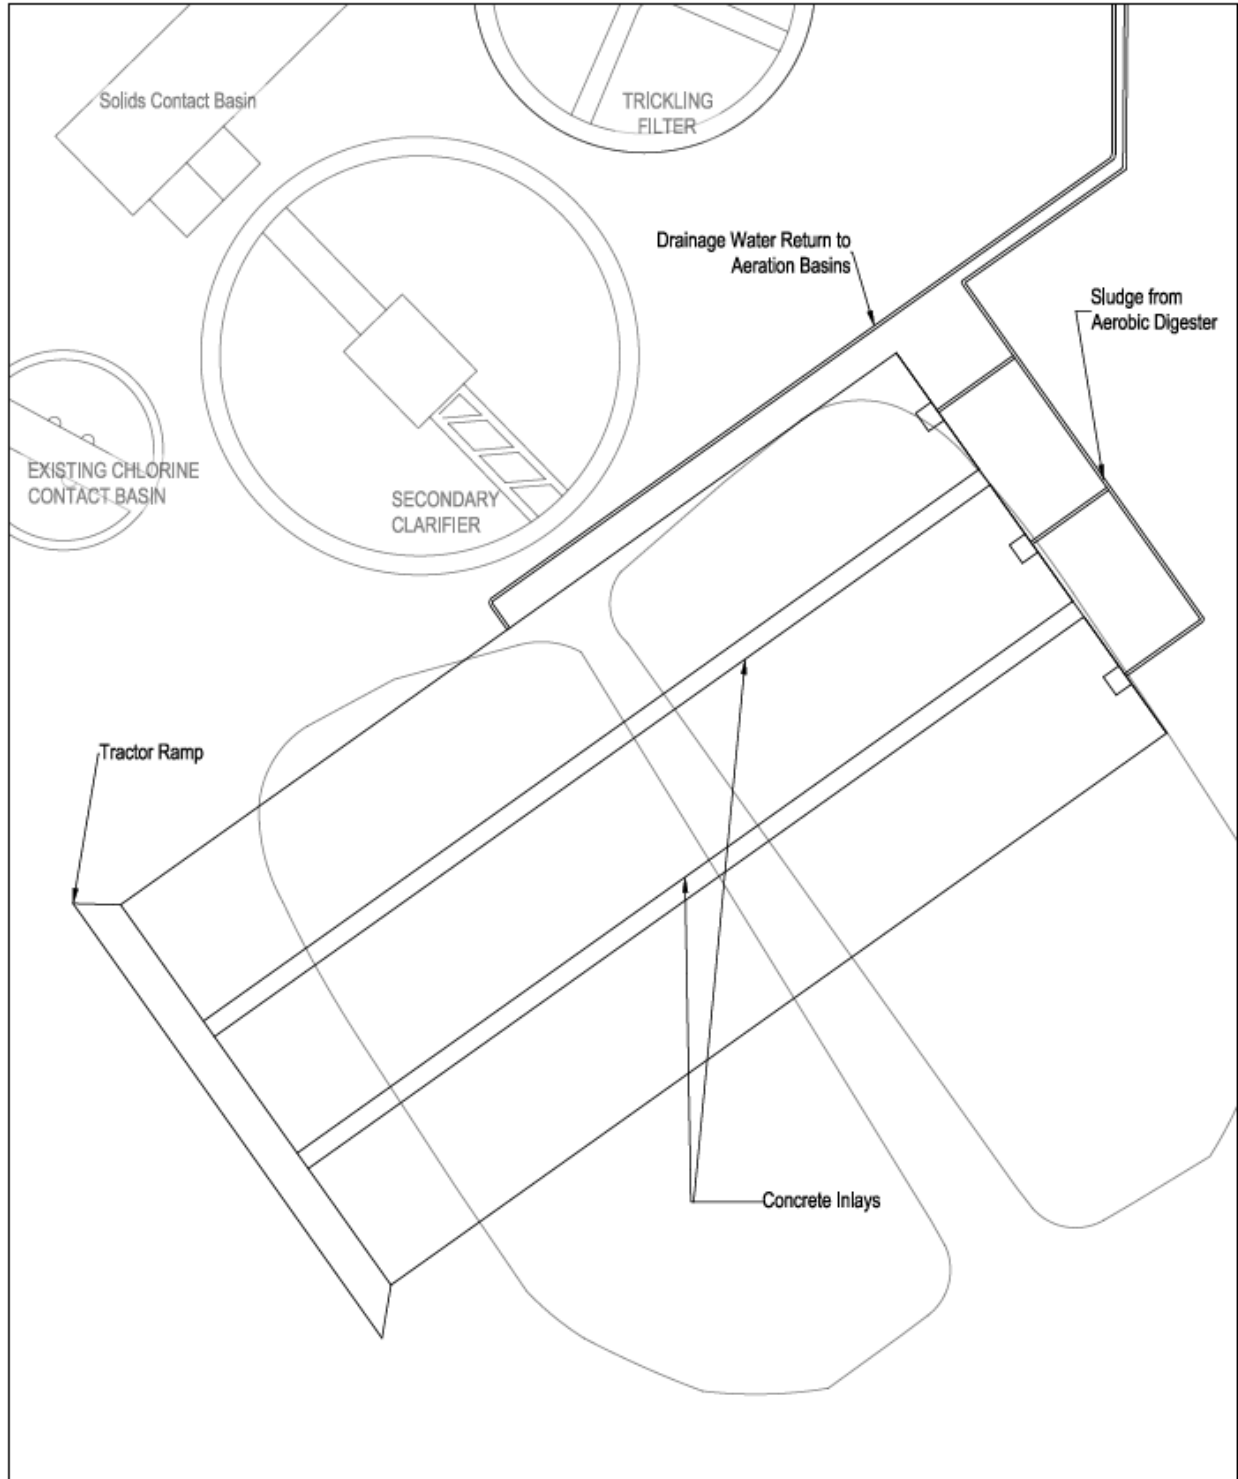 Solids Contact Basin
TRICKLING
FILTER
Drainage Water Return to
Aeration Basins
Sludge from
Aerobic Digester
EXISTING CHLORINE
CONTACT BASIN
SECONDARY
CLARIFIER
Tractor Ramp
Concrete Inlays